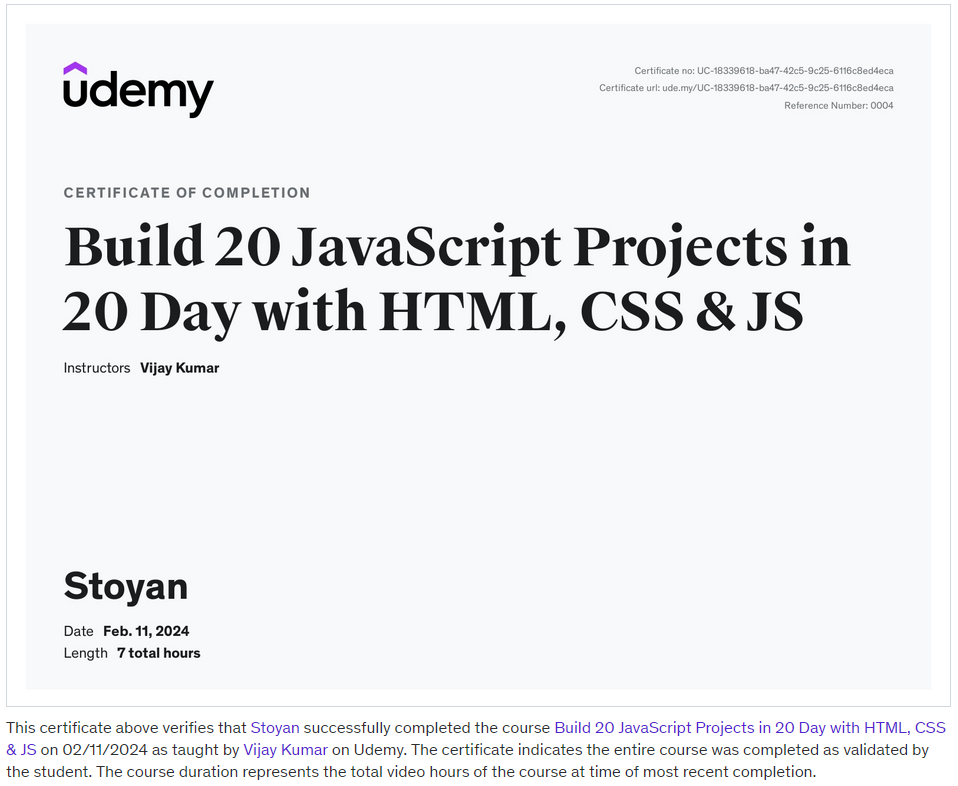 udemy
Certificate no: UC-18339618-ba47-42c5-9c25-6116c8ed4eca
Certificate url: ude.my/UC-18339618-ba47-42c5-9c25-6116c8ed4eca
Reference Number: 0004
CERTIFICATE OF COMPLETION
Build 20 JavaScript Projects in
20 Day with HTML, CSS & JS
Instructors Vijay Kumar
Stoyan
Date Feb. 11, 2024
Length 7 total hours
This certificate above verifies that Stoyan successfully completed the course Build 20 JavaScript Projects in 20 Day with HTML, CSS
& JS on 02/11/2024 as taught by Vijay Kumar on Udemy. The certificate indicates the entire course was completed as validated by
the student. The course duration represents the total video hours of the course at time of most recent completion.